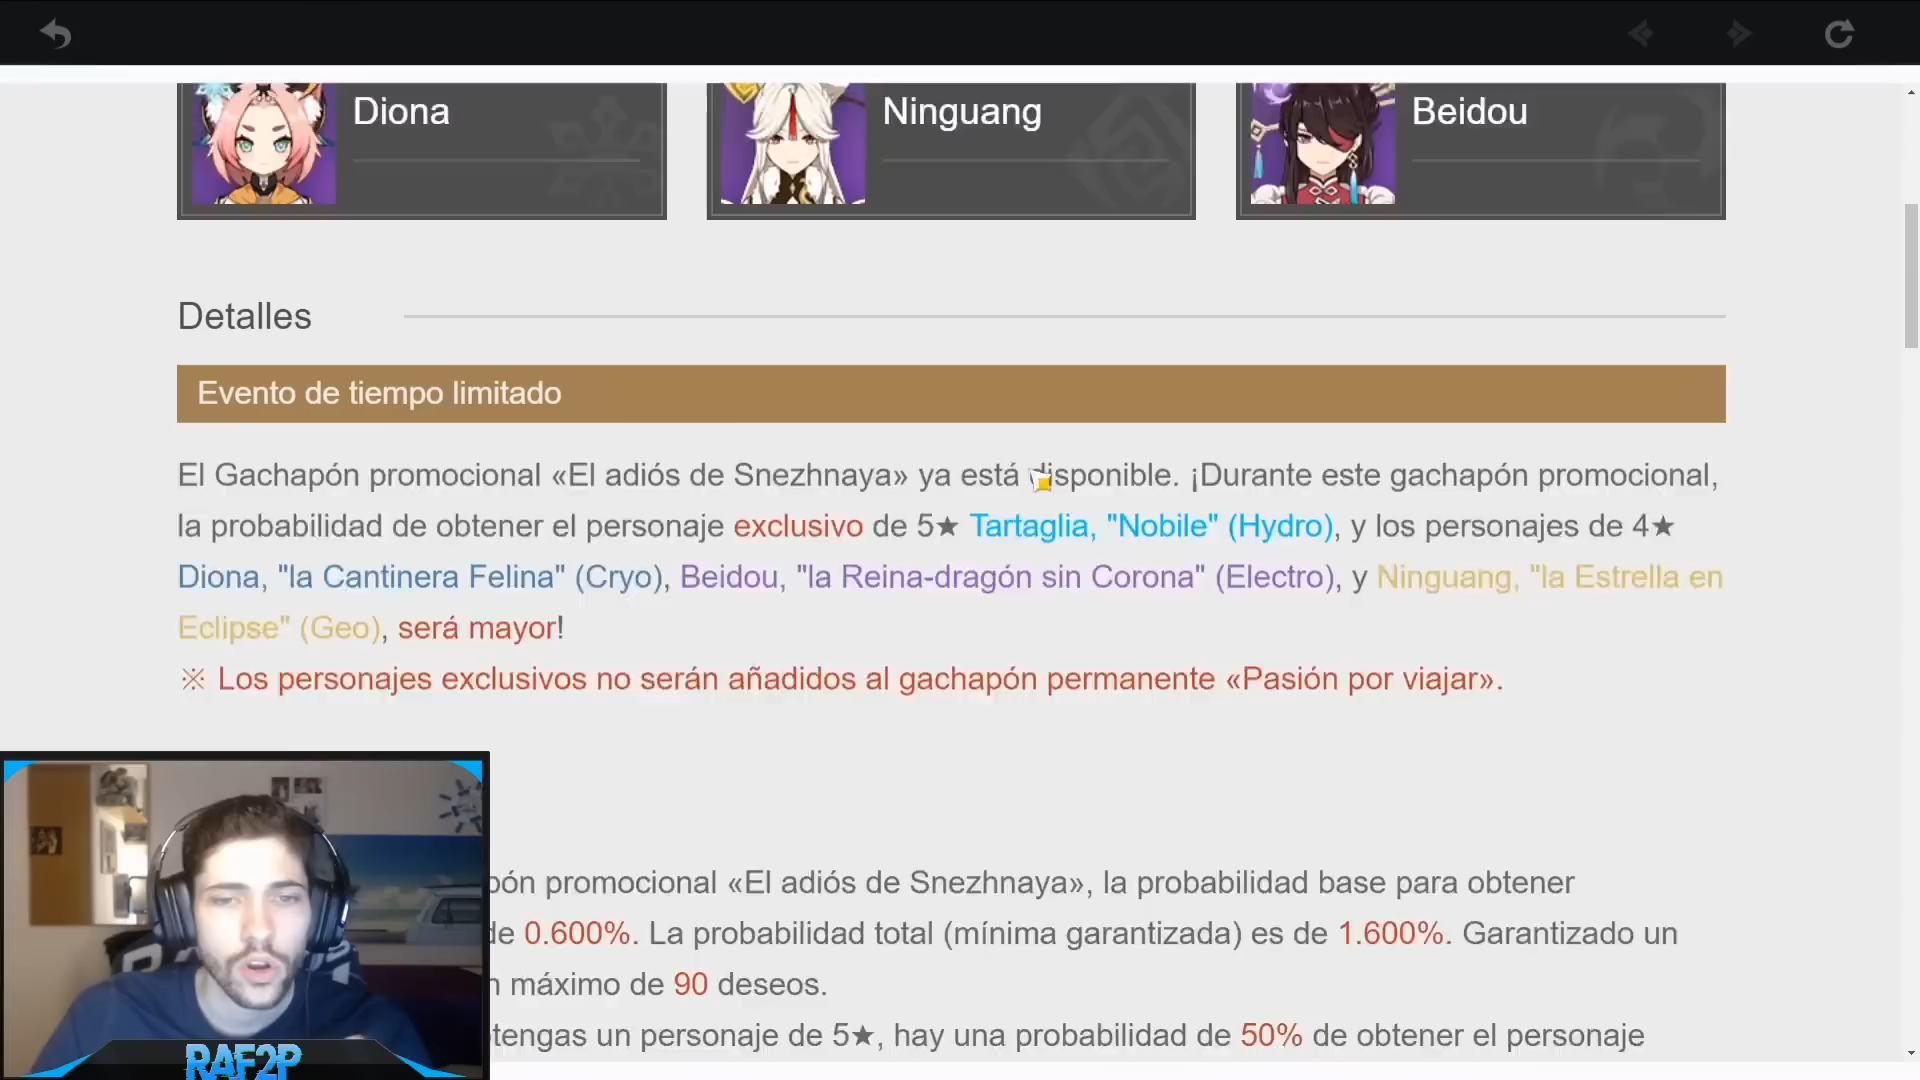 Diona
Ninguang
Beidou
Detalles
Evento de tiempo limitado
El Gachapón promocional «El adiós de Snezhnaya» ya está disponible. ¡Durante este gachapón promocional,
la probabilidad de obtener el personaje exclusivo de 5★ Tartaglia, "Nobile" (Hydro), y los personajes de 4★
Diona, "la Cantinera Felina" (Cryo), Beidou, "la Reina-dragón sin Corona" (Electro), y Ninguang, "la Estrella en
Eclipse" (Geo), será mayor!
※ Los personajes exclusivos no serán añadidos al gachapón permanente «Pasión por viajar».
pón promocional «El adiós de Snezhnaya», la probabilidad base para obtener
de 0.600%. La probabilidad total (mínima garantizada) es de 1.600%. Garantizado un
n máximo de 90 deseos.
tengas un personaje de 5★, hay una probabilidad de 50% de obtener el personaje
RAF2P